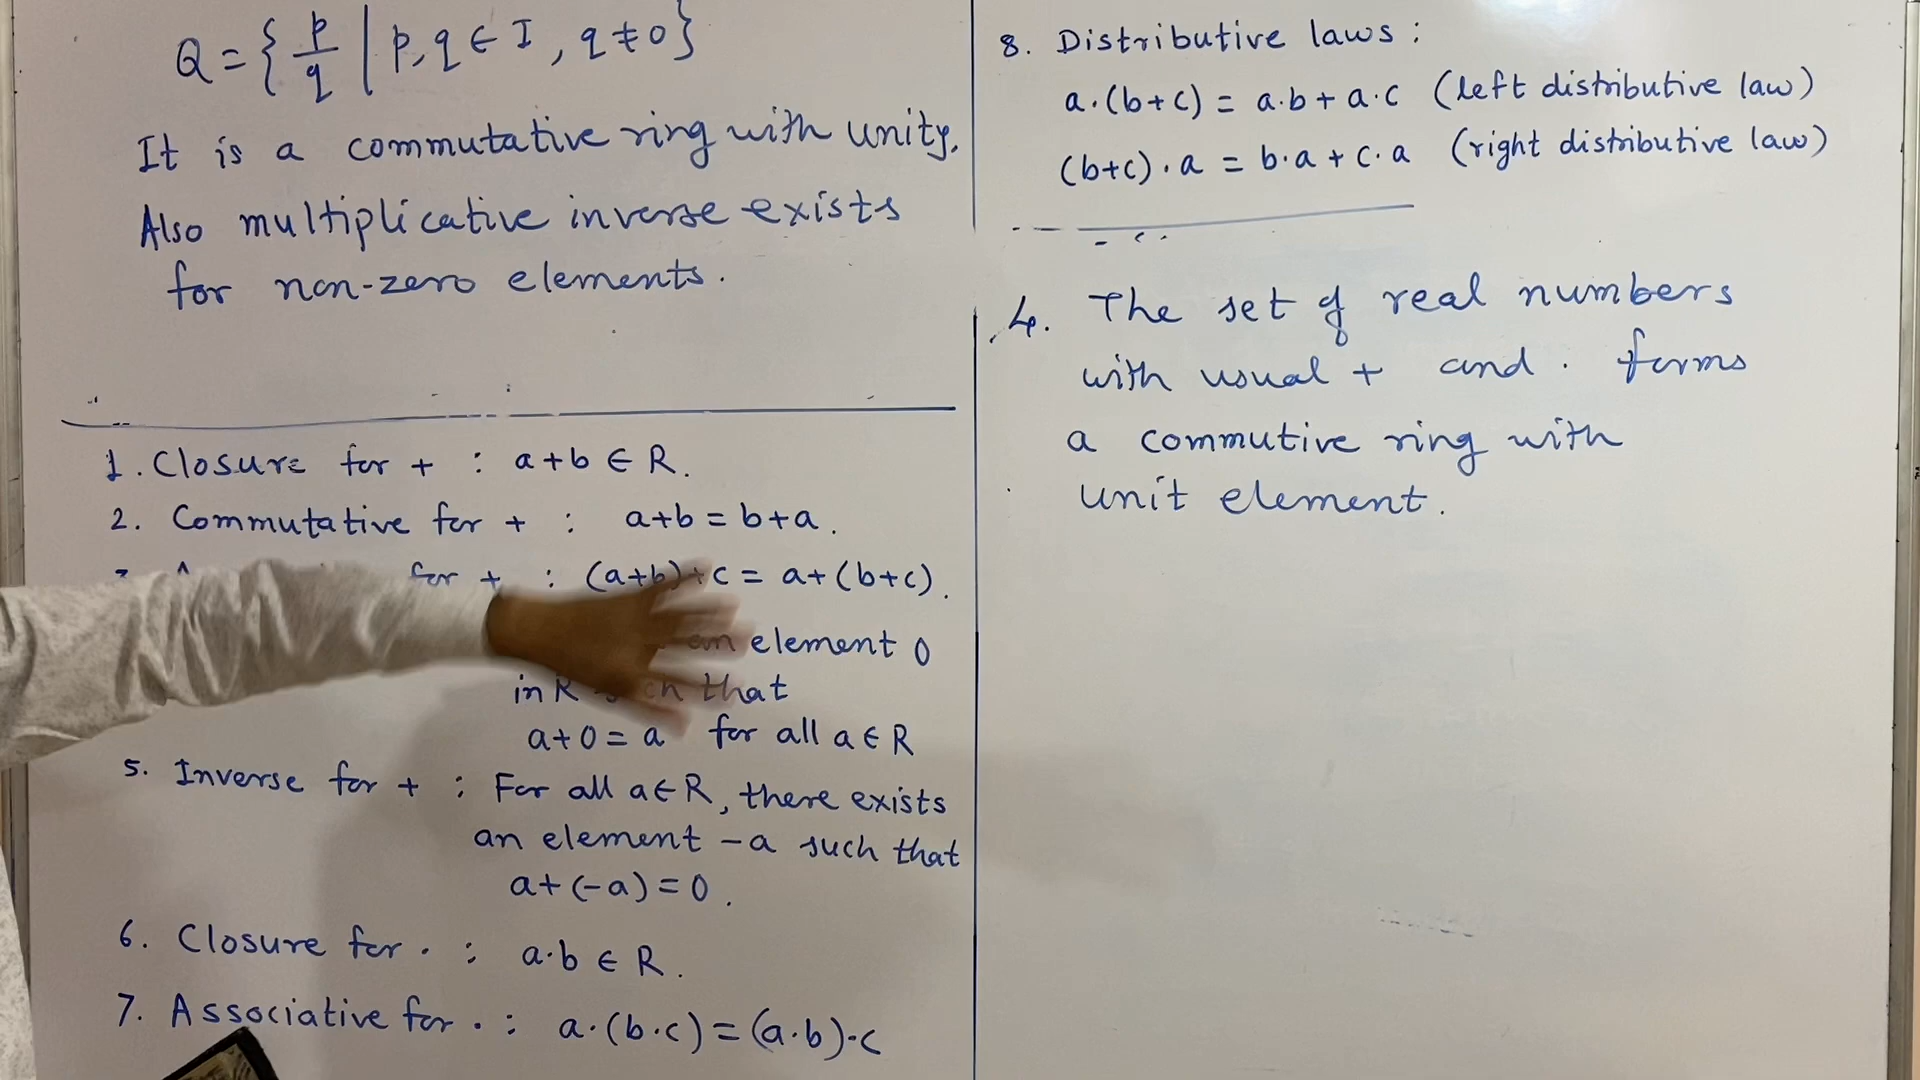 Q = { p/q | p, q ∈ I, q ≠ 0 }
It is a commutative ring with unity.
Also multiplicative inverse exists
for non-zero elements.
1. Closure for + : a+b ∈ R.
2. Commutative for + : a+b = b+a.
for + : (a+b)+c = a+(b+c).
an element 0
in R such that
a+0 = a for all a ∈ R
5. Inverse for + : For all a ∈ R, there exists
an element -a such that
a+(-a) = 0.
6. Closure for · : a·b ∈ R.
7. Associative for · : a·(b·c) = (a·b)·c
8. Distributive laws :
a·(b+c) = a·b + a·c (left distributive law)
(b+c)·a = b·a + c·a (right distributive law)
4. The set of real numbers
with usual + and · forms
a commutive ring with
unit element.